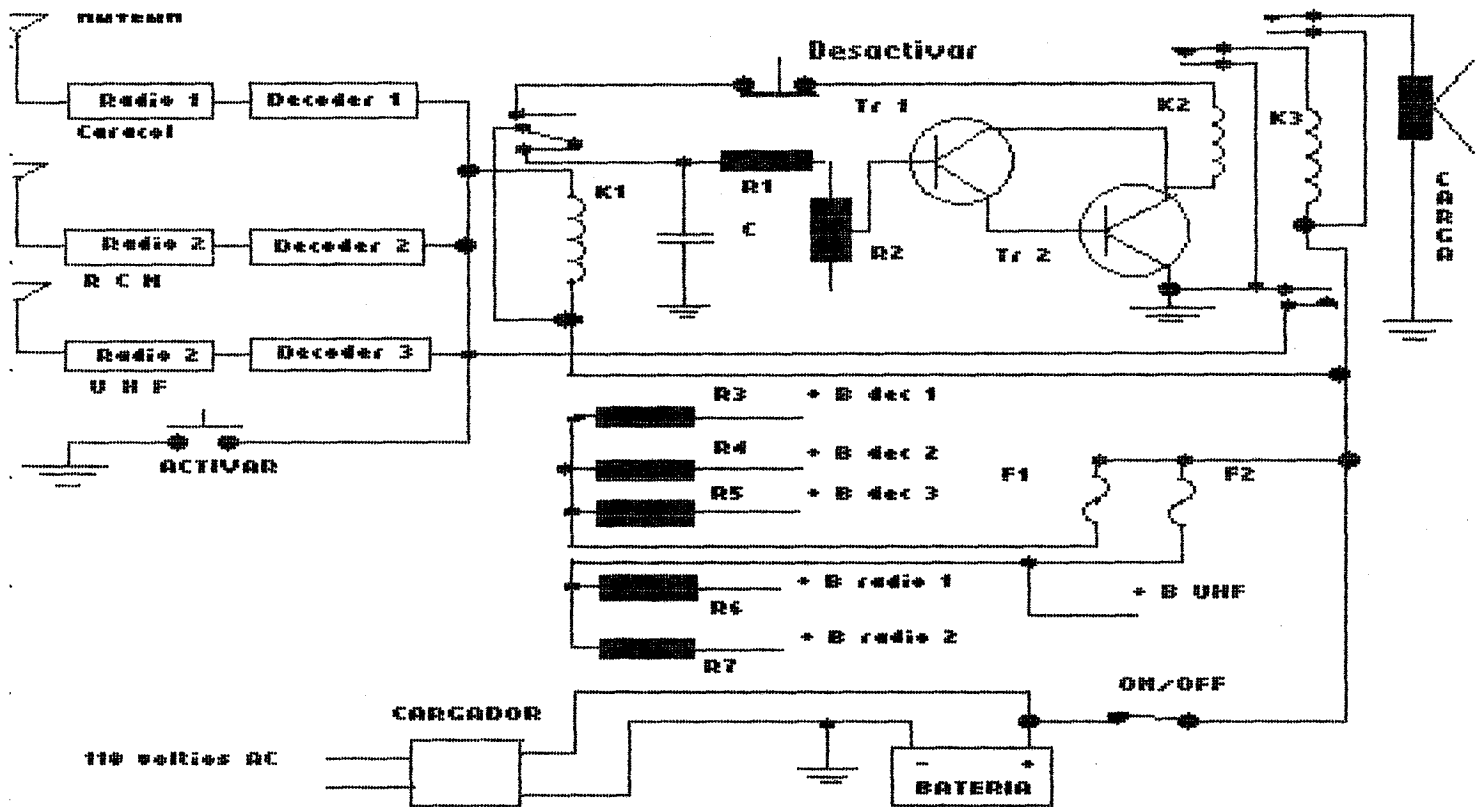 ANTENA
Desactivar
Radio 1
Decoder 1
Caracol
Tr 1
K2
K3
R1
K1
C
R2
Tr 2
CARGA
Radio 2
Decoder 2
R C M
Radio 2
Decoder 3
U H F
ACTIVAR
R3
+ B dec 1
R4
+ B dec 2
R5
+ B dec 3
F1
F2
+ B radio 1
R6
+ B UHF
+ B radio 2
R7
ON/OFF
CARGADOR
110 voltios AC
- +
BATERIA